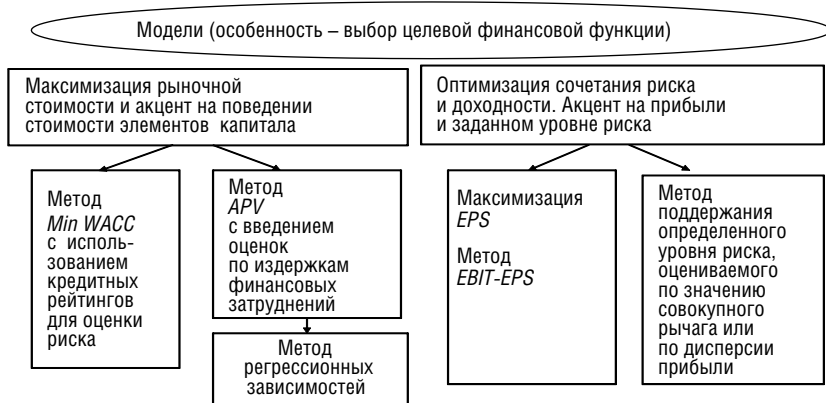 Модели (особенность – выбор целевой финансовой функции)
Максимизация рыночной
стоимости и акцент на поведении
стоимости элементов капитала
Оптимизация сочетания риска
и доходности. Акцент на прибыли
и заданном уровне риска
Метод
Min WACC
с исполь-
зованием
кредитных
рейтингов
для оценки
риска
Метод
APV
с введением
оценок
по издержкам
финансовых
затруднений
Метод
регрессионных
зависимостей
Максимизация
EPS
Метод
EBIT-EPS
Метод
поддержания
определенного
уровня риска,
оцениваемого
по значению
совокупного
рычага или
по дисперсии
прибыли